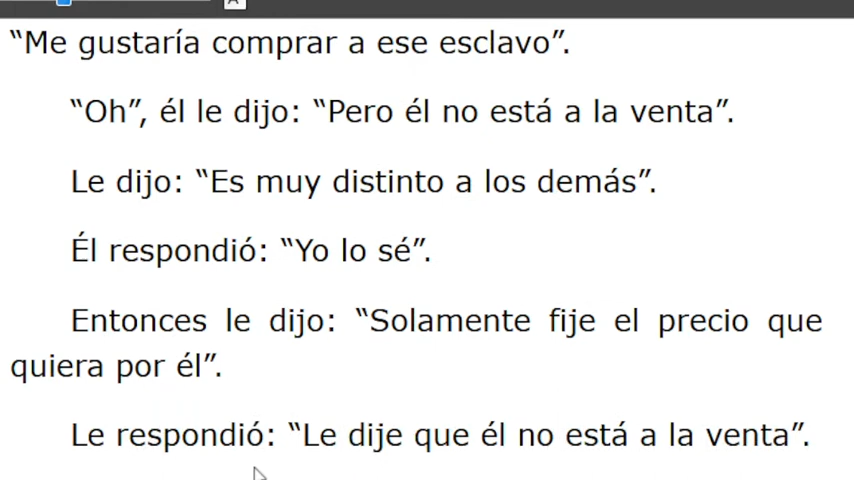 “Me gustaría comprar a ese esclavo”.
“Oh”, él le dijo: “Pero él no está a la venta”.
Le dijo: “Es muy distinto a los demás”.
Él respondió: “Yo lo sé”.
Entonces le dijo: “Solamente fije el precio que
quiera por él”.
Le respondió: “Le dije que él no está a la venta”.